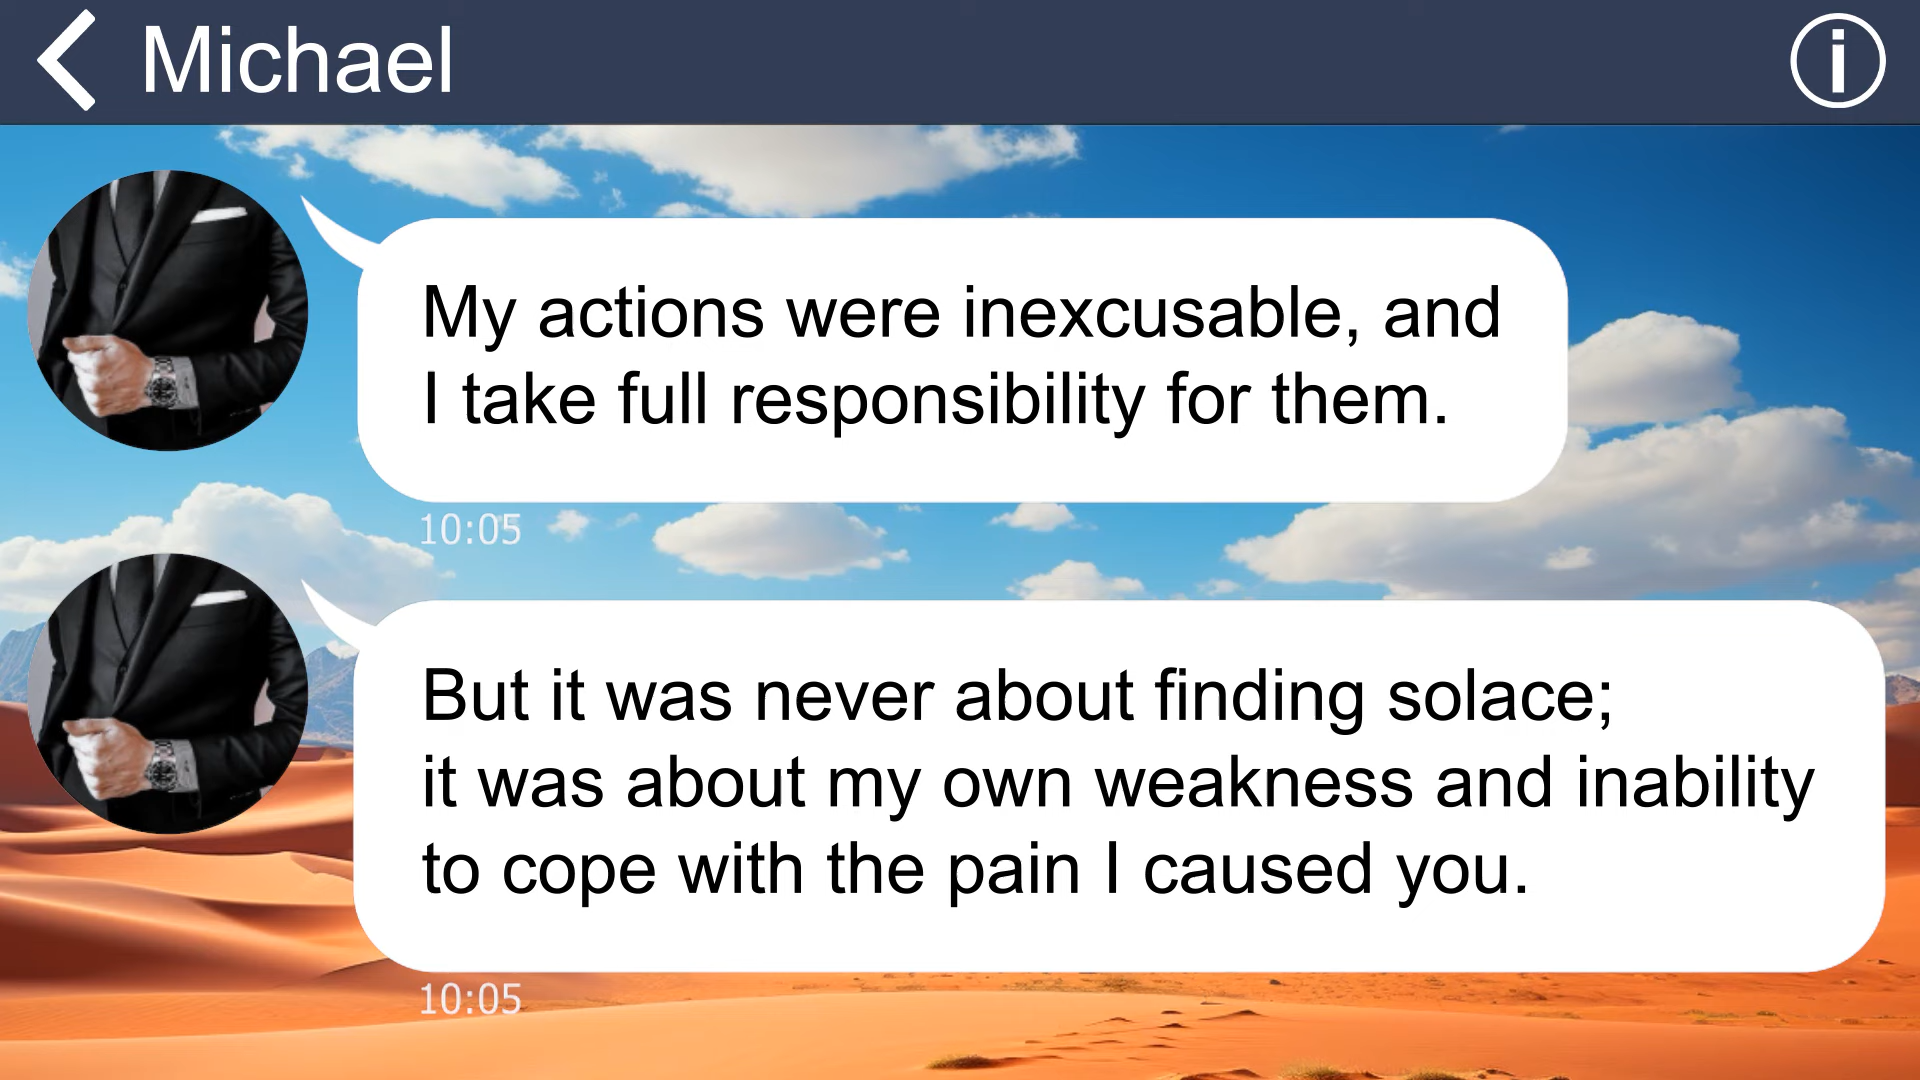 Michael
My actions were inexcusable, and
I take full responsibility for them.
10:05
But it was never about finding solace;
it was about my own weakness and inability
to cope with the pain I caused you.
10:05